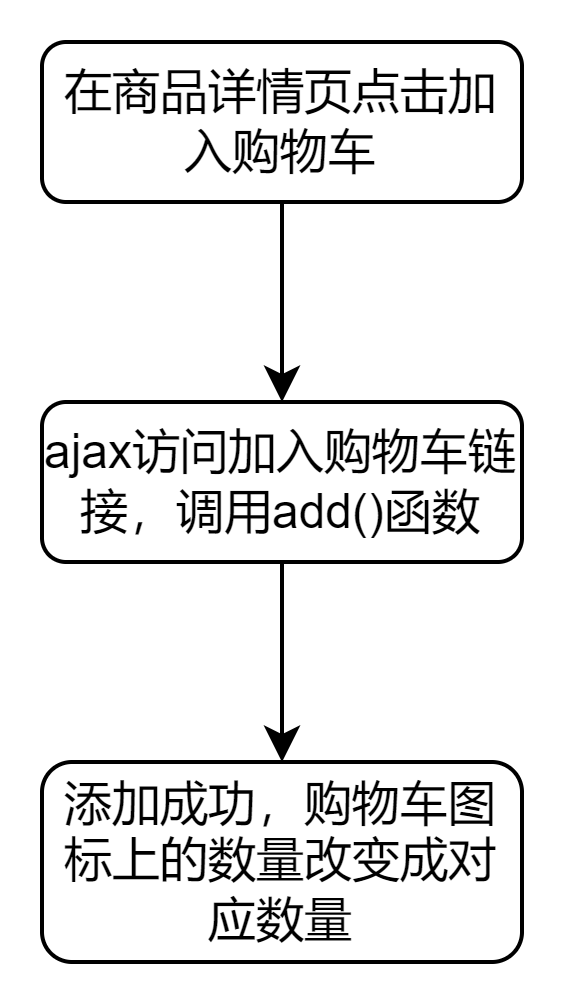 在商品详情页点击加
入购物车
ajax访问加入购物车链
接，调用add()函数
添加成功，购物车图
标上的数量改变成对
应数量